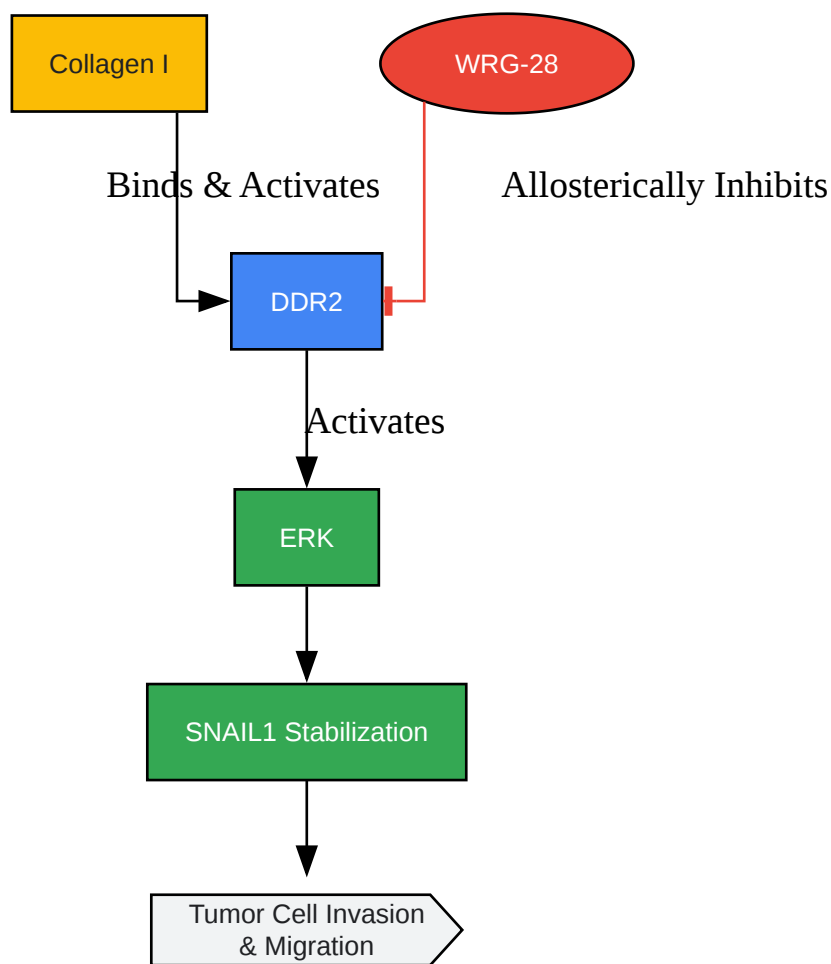 Collagen I
WRG-28
Binds & Activates
Allosterically Inhibits
DDR2
Activates
ERK
SNAIL1 Stabilization
Tumor Cell Invasion
& Migration